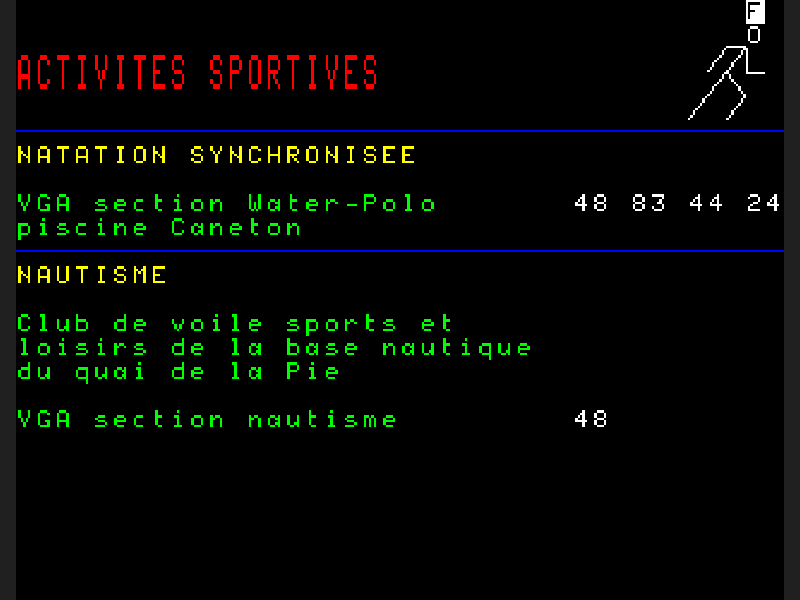 F
ACTIVITES SPORTIVES
NATATION SYNCHRONISEE
VGA section Water-Polo 48 83 44 24
piscine Caneton
NAUTISME
Club de voile sports et
loisirs de la base nautique
du quai de la Pie
VGA section nautisme 48